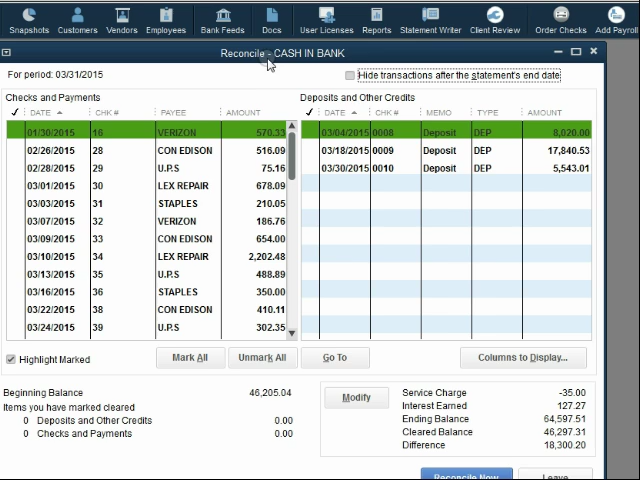 Snapshots Customers Vendors Employees Bank Feeds Docs User Licenses Reports Statement Writer Client Review Order Checks Add Payroll
Reconcile - CASH IN BANK
For period: 03/31/2015
Hide transactions after the statement's end date
Checks and Payments
Deposits and Other Credits
✓ DATE CHK # PAYEE AMOUNT
✓ DATE CHK # MEMO TYPE AMOUNT
01/30/2015 16 VERIZON 570.33
03/04/2015 0008 Deposit DEP 8,020.00
02/26/2015 28 CON EDISON 516.09
03/18/2015 0009 Deposit DEP 17,840.53
02/28/2015 29 U.P.S 75.16
03/30/2015 0010 Deposit DEP 5,543.01
03/01/2015 30 LEX REPAIR 678.09
03/03/2015 31 STAPLES 210.05
03/07/2015 32 VERIZON 186.76
03/09/2015 33 CON EDISON 654.00
03/10/2015 34 LEX REPAIR 2,202.48
03/13/2015 35 U.P.S 488.89
03/16/2015 36 STAPLES 350.00
03/22/2015 38 CON EDISON 410.11
03/24/2015 39 U.P.S 302.35
Highlight Marked
Mark All
Unmark All
Go To
Columns to Display...
Beginning Balance 46,205.04
Items you have marked cleared
0 Deposits and Other Credits 0.00
0 Checks and Payments 0.00
Modify
Service Charge -35.00
Interest Earned 127.27
Ending Balance 64,597.51
Cleared Balance 46,297.31
Difference 18,300.20
Reconcile Now
Leave